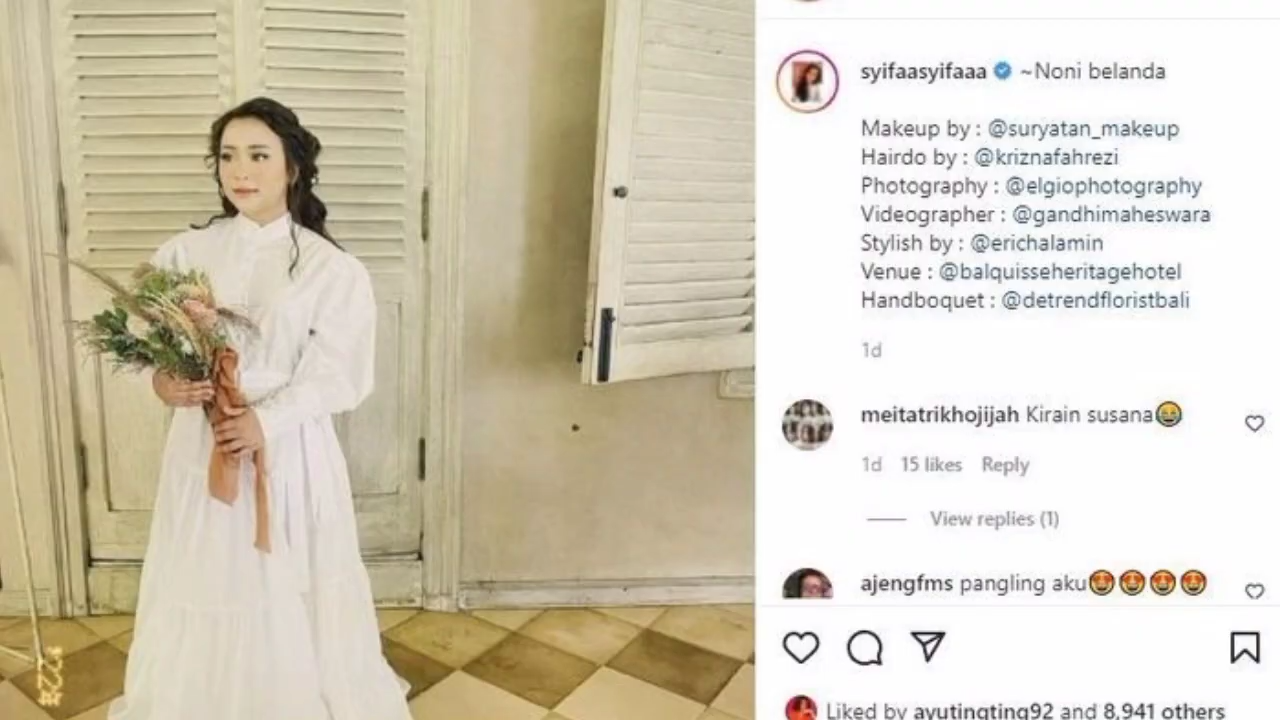 syifaasyifaaa ~Noni belanda
Makeup by : @suryatan_makeup
Hairdo by : @kriznafahrezi
Photography : @elgiophotography
Videographer : @gandhimaheswara
Stylish by : @erichalamin
Venue : @balquisseheritagehotel
Handboquet : @detrendfloristbali
1d
meitatrikhojijah Kirain susana😂
1d 15 likes Reply
View replies (1)
ajengfms pangling aku🤩🤩🤩🤩
Liked by ayutingting92 and 8,941 others